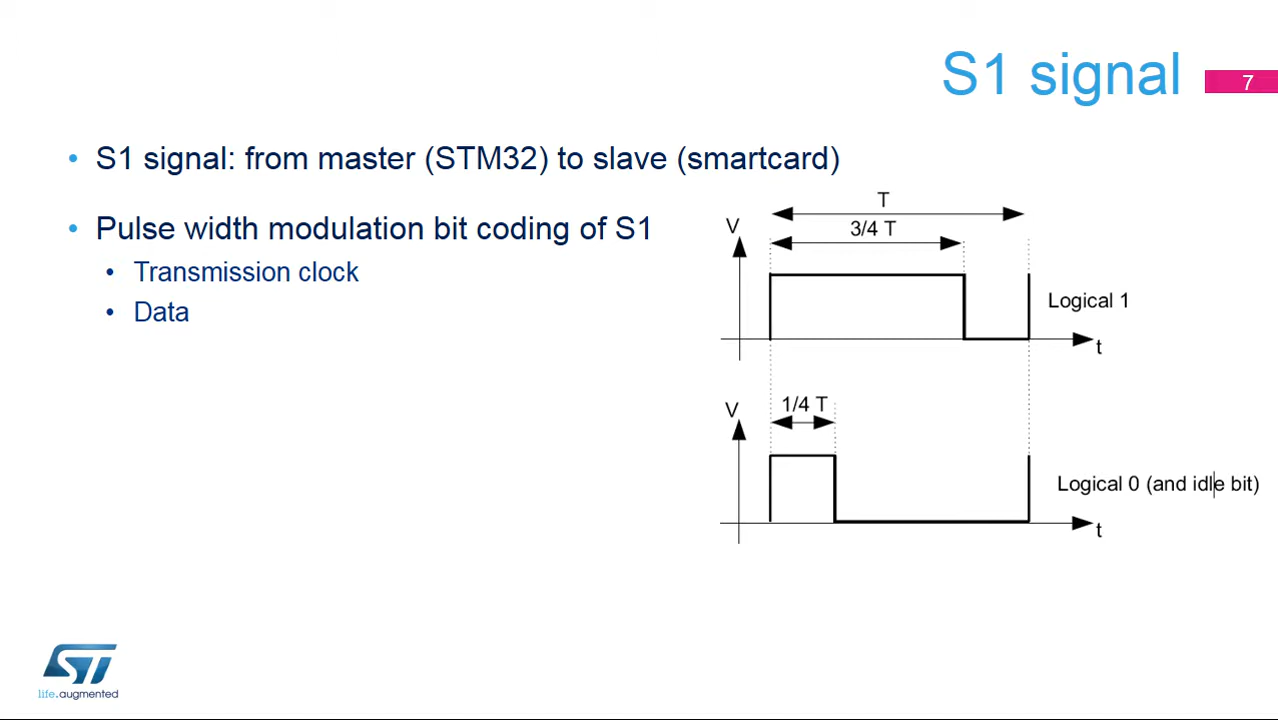 S1 signal
7
• S1 signal: from master (STM32) to slave (smartcard)
• Pulse width modulation bit coding of S1
• Transmission clock
• Data
T
V
3/4 T
Logical 1
t
V
1/4 T
Logical 0 (and idle bit)
t
ST
life.augmented